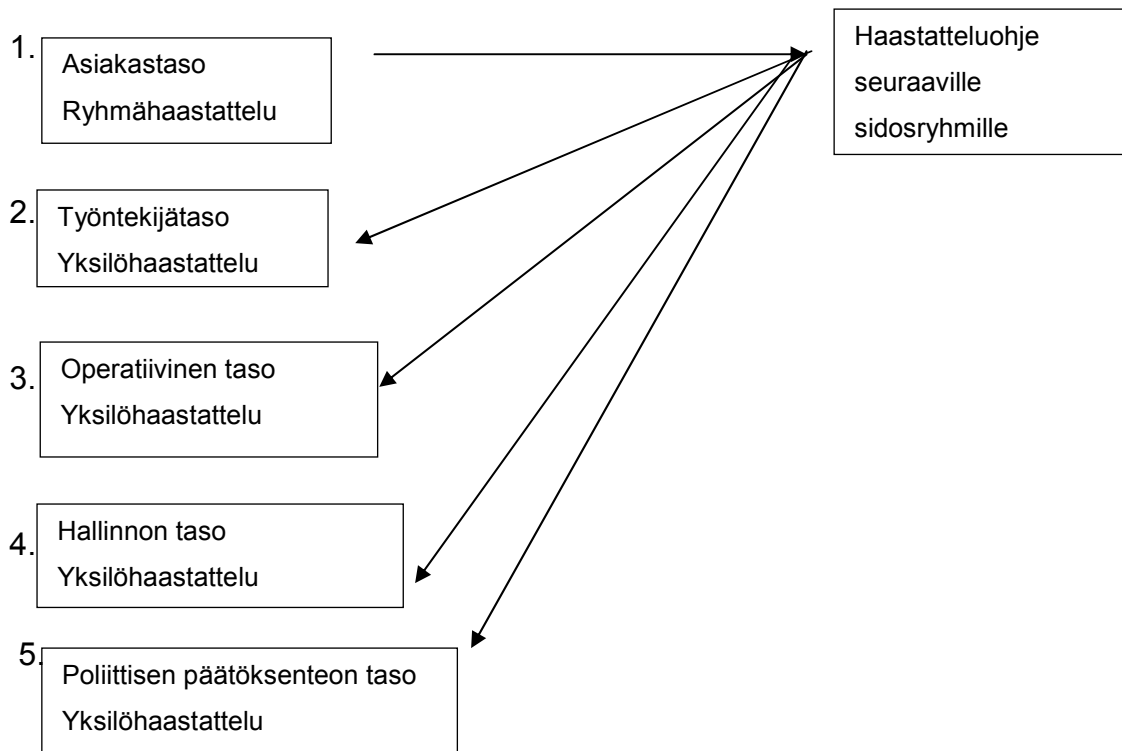 1.
Asiakastaso
Ryhmähaastattelu
Haastatteluohje
seuraaville
sidosryhmille
2.
Työntekijätaso
Yksilöhaastattelu
3.
Operatiivinen taso
Yksilöhaastattelu
4.
Hallinnon taso
Yksilöhaastattelu
5.
Poliittisen päätöksenteon taso
Yksilöhaastattelu